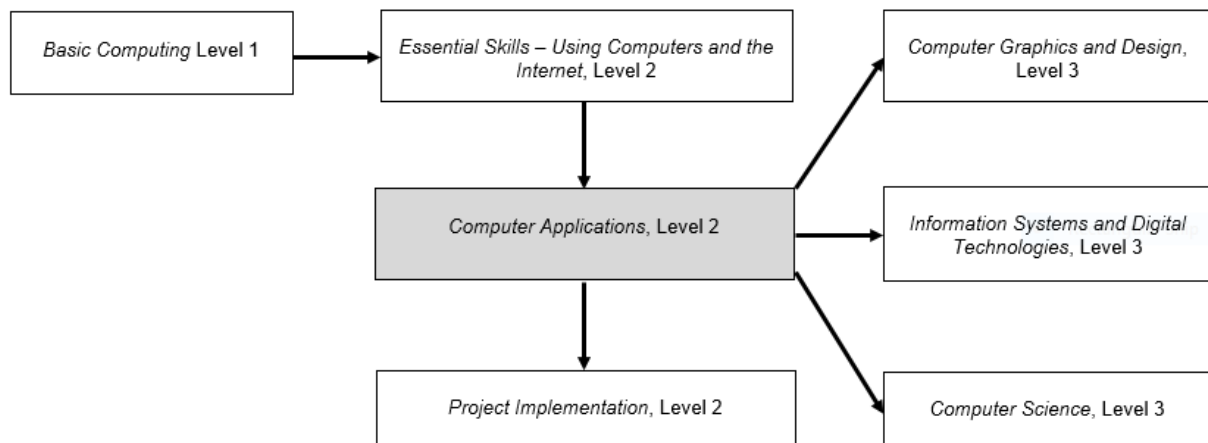 Basic Computing Level 1
Essential Skills – Using Computers and the
Internet, Level 2
Computer Graphics and Design,
Level 3
Computer Applications, Level 2
Information Systems and Digital
Technologies, Level 3
Project Implementation, Level 2
Computer Science, Level 3